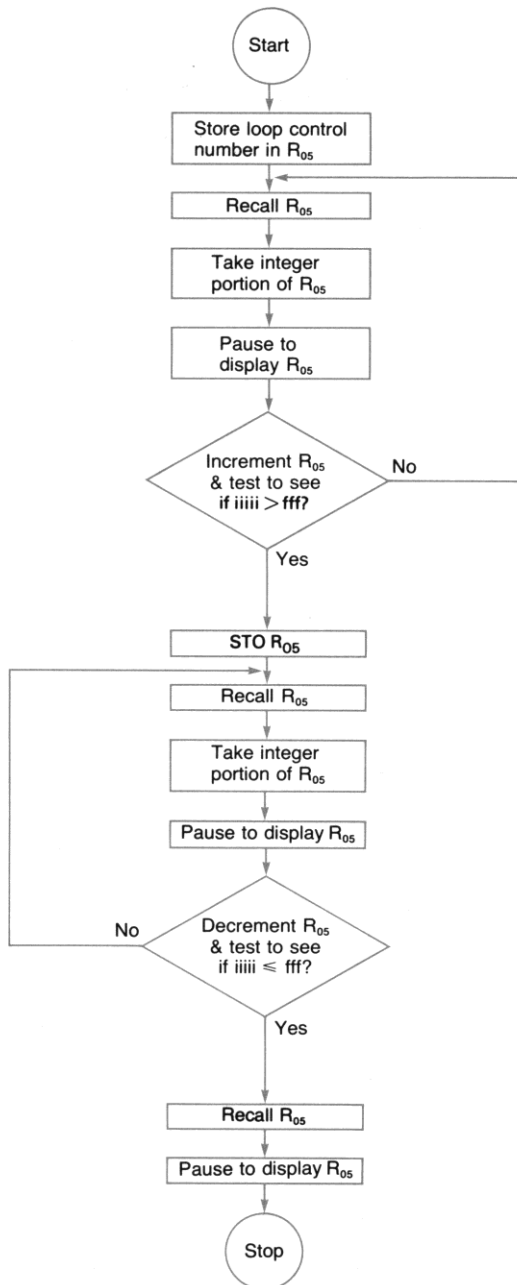 Start
Store loop control
number in R₀₅
Recall R₀₅
Take integer
portion of R₀₅
Pause to
display R₀₅
Increment R₀₅
& test to see
if iiiii > fff?
No
Yes
STO R₀₅
Recall R₀₅
Take integer
portion of R₀₅
Pause to display R₀₅
Decrement R₀₅
& test to see
if iiiii ≤ fff?
No
Yes
Recall R₀₅
Pause to display R₀₅
Stop